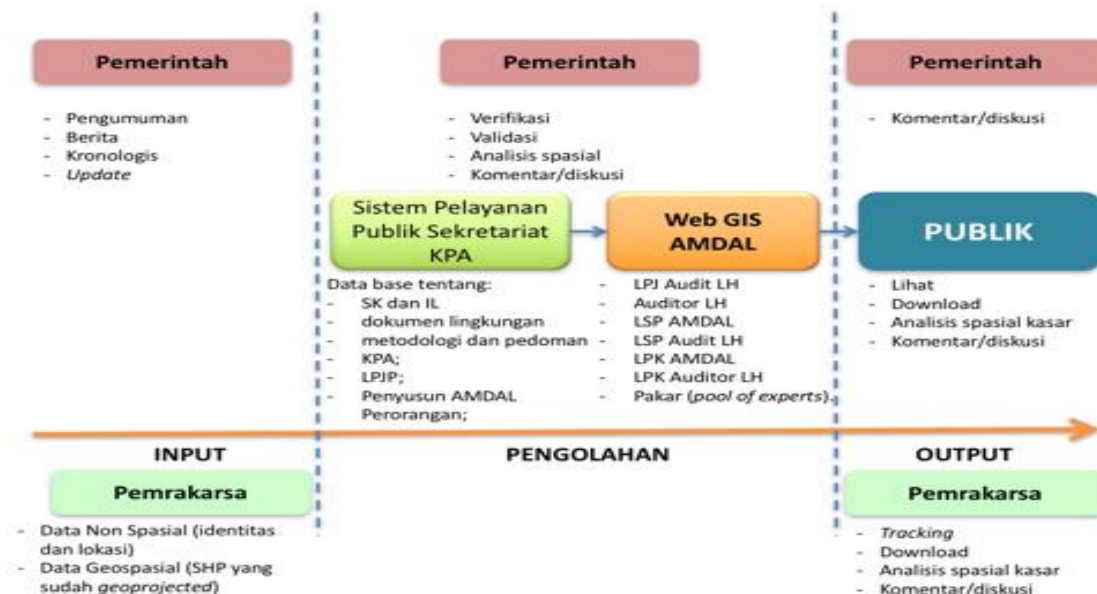 Pemerintah
- Pengumuman
- Berita
- Kronologis
- Update
Pemerintah
- Verifikasi
- Validasi
- Analisis spasial
- Komentar/diskusi
Pemerintah
- Komentar/diskusi
Sistem Pelayanan
Publik Sekretariat
KPA
Web GIS
AMDAL
PUBLIK
Data base tentang:
- SK dan IL
- dokumen lingkungan
- metodologi dan pedoman
- KPA;
- LPJP;
- Penyusun AMDAL
Perorangan;
- LPJ Audit LH
- Auditor LH
- LSP AMDAL
- LSP Audit LH
- LPK AMDAL
- LPK Auditor LH
- Pakar (pool of experts).
- Lihat
- Download
- Analisis spasial kasar
- Komentar/diskusi
INPUT
PENGOLAHAN
OUTPUT
Pemrakarsa
- Data Non Spasial (identitas
dan lokasi)
- Data Geospasial (SHP yang
sudah geoprojected)
Pemrakarsa
- Tracking
- Download
- Analisis spasial kasar
- Komentar/diskusi